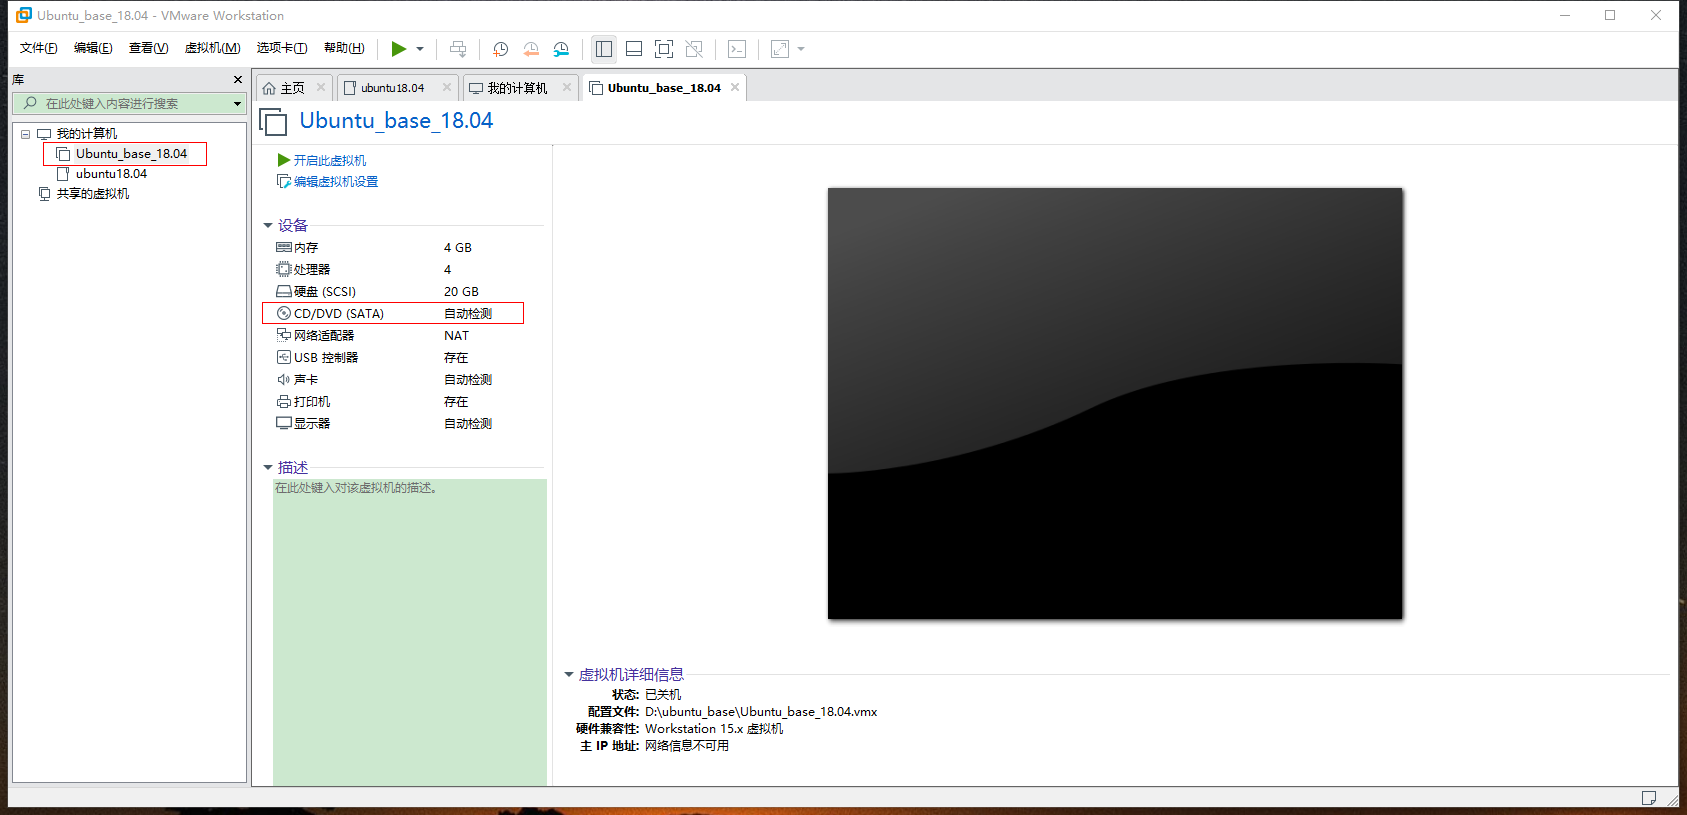 Ubuntu_base_18.04 - VMware Workstation
文件(F) 编辑(E) 查看(V) 虚拟机(M) 选项卡(T) 帮助(H)
库
在此处键入内容进行搜索
我的计算机
Ubuntu_base_18.04
ubuntu18.04
共享的虚拟机
主页 ubuntu18.04 我的计算机 Ubuntu_base_18.04
Ubuntu_base_18.04
开启此虚拟机
编辑虚拟机设置
设备
内存 4 GB
处理器 4
硬盘 (SCSI) 20 GB
CD/DVD (SATA) 自动检测
网络适配器 NAT
USB 控制器 存在
声卡 自动检测
打印机 存在
显示器 自动检测
描述
在此处键入对该虚拟机的描述。
虚拟机详细信息
状态: 已关机
配置文件: D:\ubuntu_base\Ubuntu_base_18.04.vmx
硬件兼容性: Workstation 15.x 虚拟机
主 IP 地址: 网络信息不可用